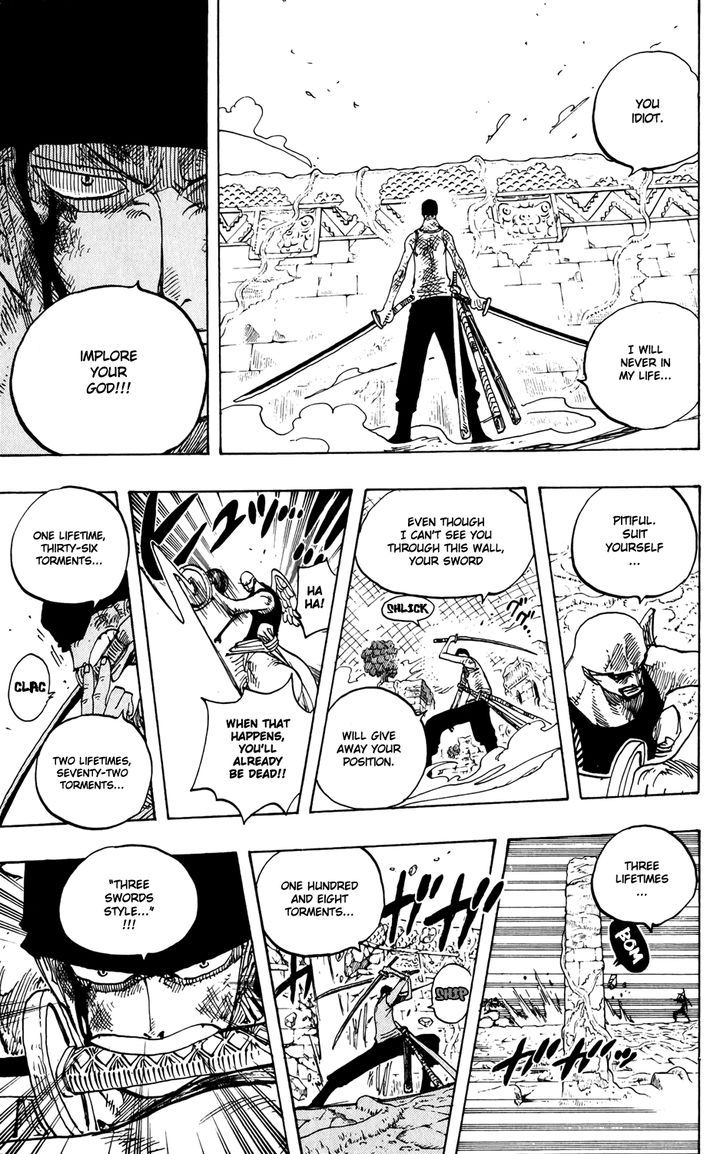 YOU
IDIOT.
I WILL
NEVER IN
MY LIFE...
IMPLORE
YOUR
GOD!!!
PITIFUL.
SUIT
YOURSELF
...
EVEN THOUGH
I CAN'T SEE YOU
THROUGH THIS WALL,
YOUR SWORD
SHLICK
WILL GIVE
AWAY YOUR
POSITION.
HA
HA!
WHEN THAT
HAPPENS,
YOU'LL
ALREADY
BE DEAD!!
ONE LIFETIME,
THIRTY-SIX
TORMENTS...
CLAC
TWO LIFETIMES,
SEVENTY-TWO
TORMENTS...
THREE
LIFETIMES
...
BOM
ONE HUNDRED
AND EIGHT
TORMENTS...
"THREE
SWORDS
STYLE..."
!!!